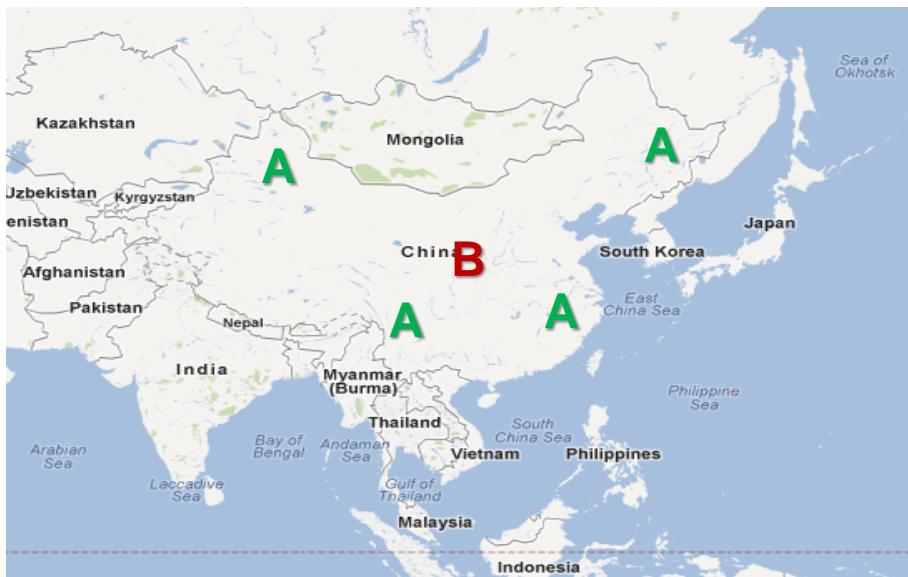 Sea of
Okhotsk
Kazakhstan
Mongolia
A
A
Uzbekistan
Kyrgyzstan
enistan
Japan
China
B
South Korea
Afghanistan
Pakistan
East
China Sea
A
A
Nepal
India
Myanmar
(Burma)
Philippine
Sea
Thailand
Arabian
Sea
Bay of
Bengal
Andaman
Sea
South
China Sea
Vietnam
Philippines
Laccadive
Sea
Gulf of
Thailand
Malaysia
Indonesia